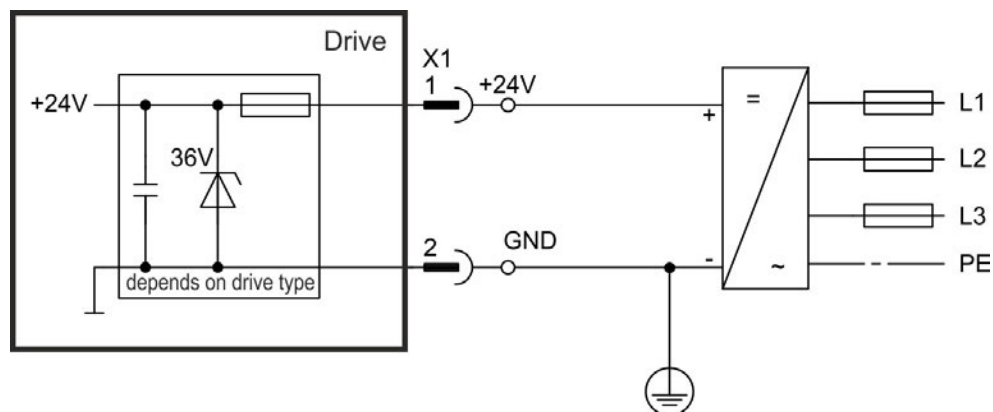 Drive
X1
1
+24V
+24V
36V
2
GND
depends on drive type
+
=
-
~
L1
L2
L3
PE